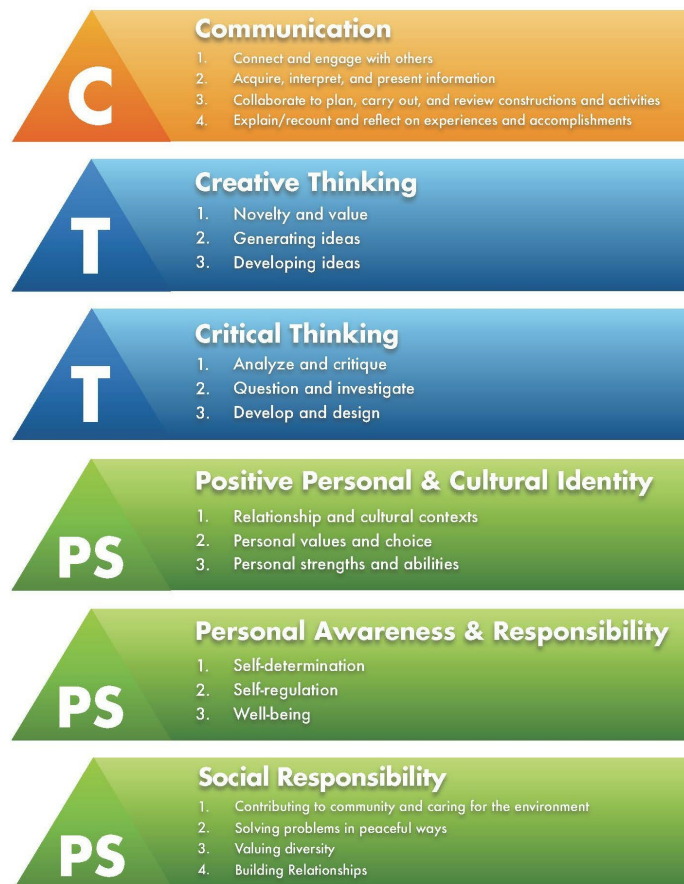 Communication
C
1. Connect and engage with others
2. Acquire, interpret, and present information
3. Collaborate to plan, carry out, and review constructions and activities
4. Explain/recount and reflect on experiences and accomplishments
Creative Thinking
T
1. Novelty and value
2. Generating ideas
3. Developing ideas
Critical Thinking
T
1. Analyze and critique
2. Question and investigate
3. Develop and design
Positive Personal & Cultural Identity
PS
1. Relationship and cultural contexts
2. Personal values and choice
3. Personal strengths and abilities
Personal Awareness & Responsibility
PS
1. Self-determination
2. Self-regulation
3. Well-being
Social Responsibility
PS
1. Contributing to community and caring for the environment
2. Solving problems in peaceful ways
3. Valuing diversity
4. Building Relationships